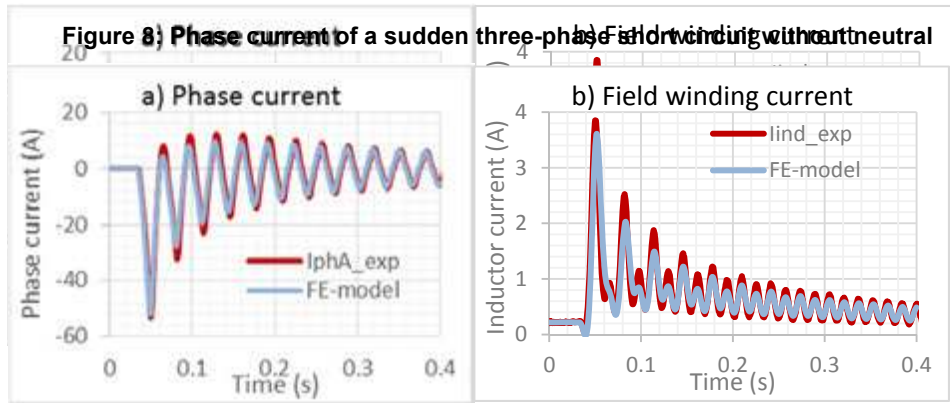 Figure 8: Phase current of a sudden three-phase short circuit without neutral
20
4
a) Phase current
b) Field winding current
20
0
-20
-40
-60
Phase current (A)
IphA_exp
FE-model
0 0.1 0.2 0.3 0.4
Time (s)
4
3
2
1
0
Inductor current (A)
Iind_exp
FE-model
0 0.1 0.2 0.3 0.4
Time (s)